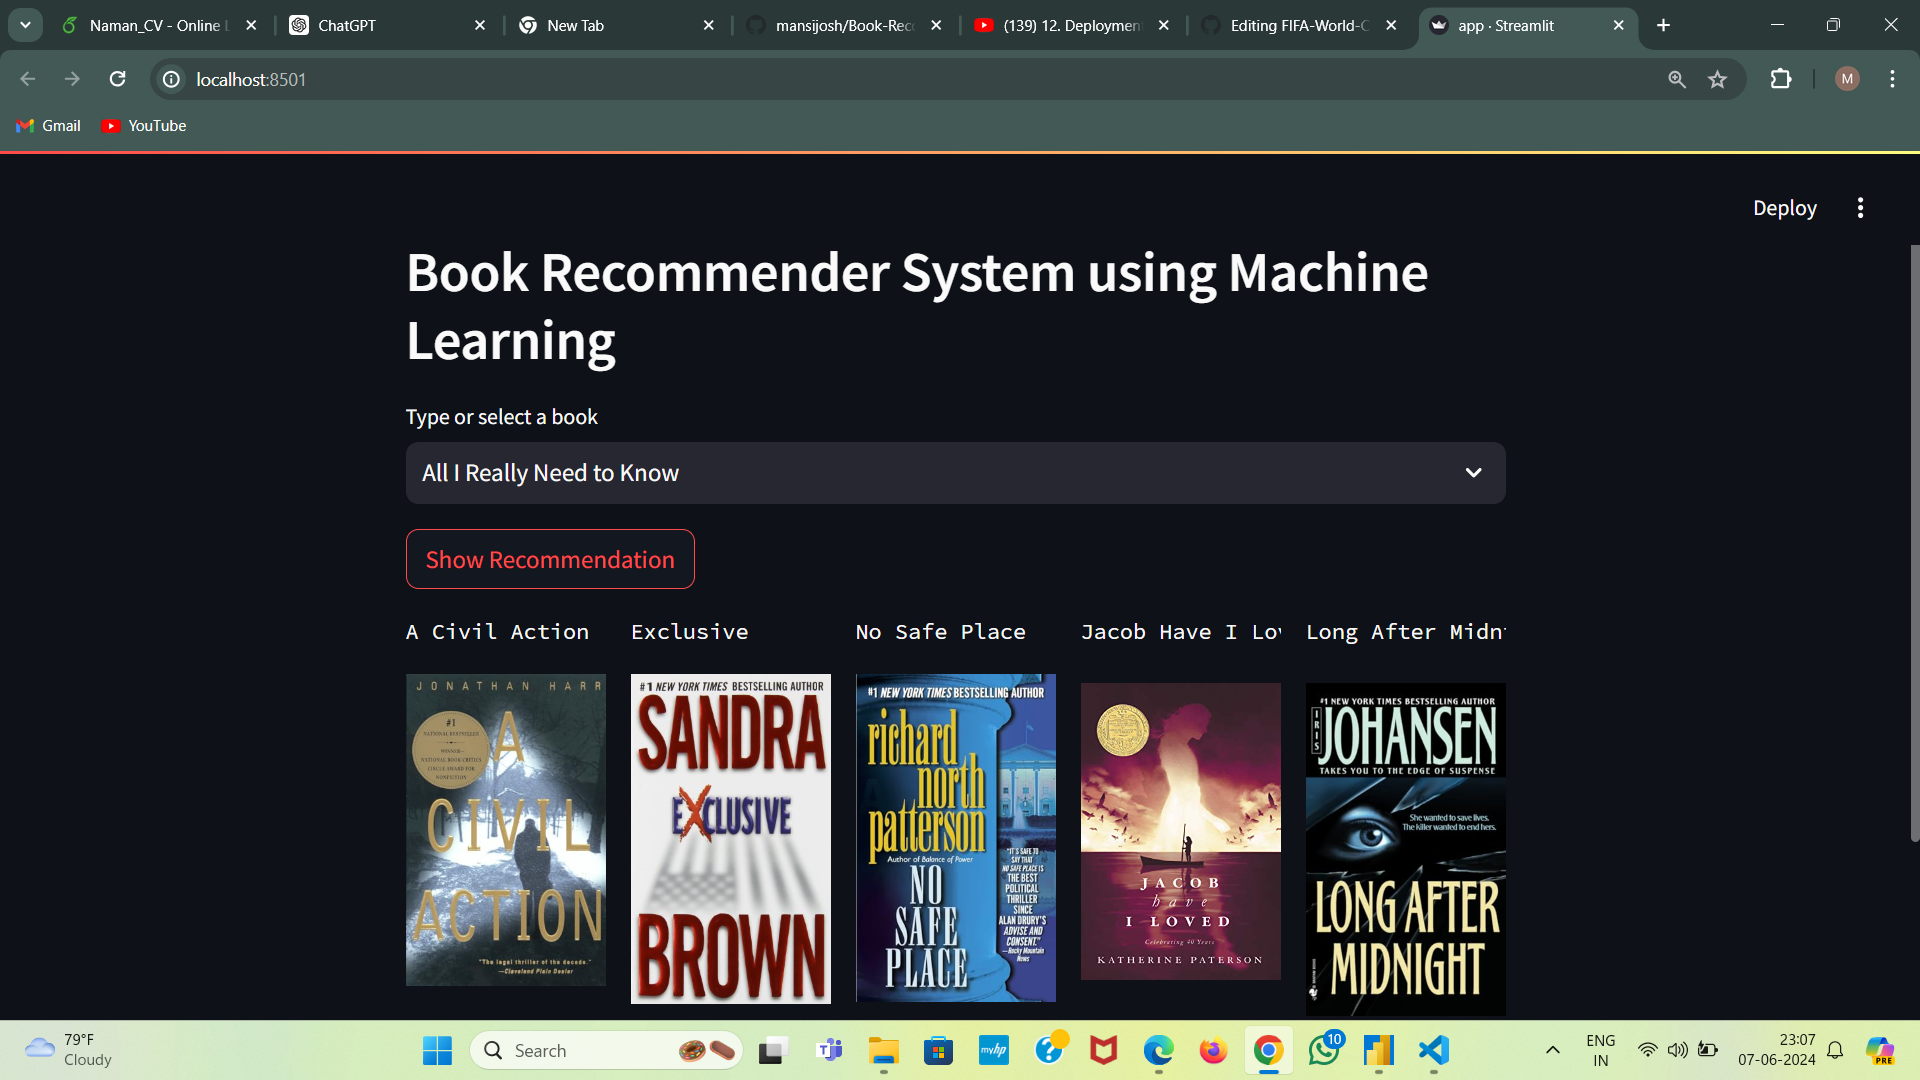 Naman_CV - Online L
ChatGPT
New Tab
mansijosh/Book-Reco
(139) 12. Deploymen
Editing FIFA-World-C
app · Streamlit
localhost:8501
M
Gmail
YouTube
Deploy
Book Recommender System using Machine
Learning
Type or select a book
All I Really Need to Know
Show Recommendation
A Civil Action
Exclusive
No Safe Place
Jacob Have I Lov
Long After Midn
JONATHAN HARR
#1
NATIONAL BESTSELLER
WINNER—
NATIONAL BOOK CRITICS
CIRCLE AWARD FOR
NONFICTION
A
CIVIL
ACTION
"The legal thriller of the decade."
—Cleveland Plain Dealer
#1 NEW YORK TIMES BESTSELLING AUTHOR
SANDRA
EXCLUSIVE
BROWN
#1 NEW YORK TIMES BESTSELLING AUTHOR
richard
north
patterson
Author of Balance of Power
"IT'S SAFE TO
SAY THAT
NO SAFE PLACE IS
THE BEST
POLITICAL
THRILLER
SINCE
ALAN DRURY'S
ADVISE AND
CONSENT."
—Rocky Mountain
News
NO
SAFE
PLACE
JACOB
have
I LOVED
Celebrating 40 Years
KATHERINE PATERSON
#1 NEW YORK TIMES BESTSELLING AUTHOR
IRIS
JOHANSEN
TAKES YOU TO THE EDGE OF SUSPENSE
She wanted to save lives.
The killer wanted to end hers.
LONG AFTER
MIDNIGHT
79°F
Cloudy
Search
myhp
10
ENG
IN
23:07
07-06-2024
PRE